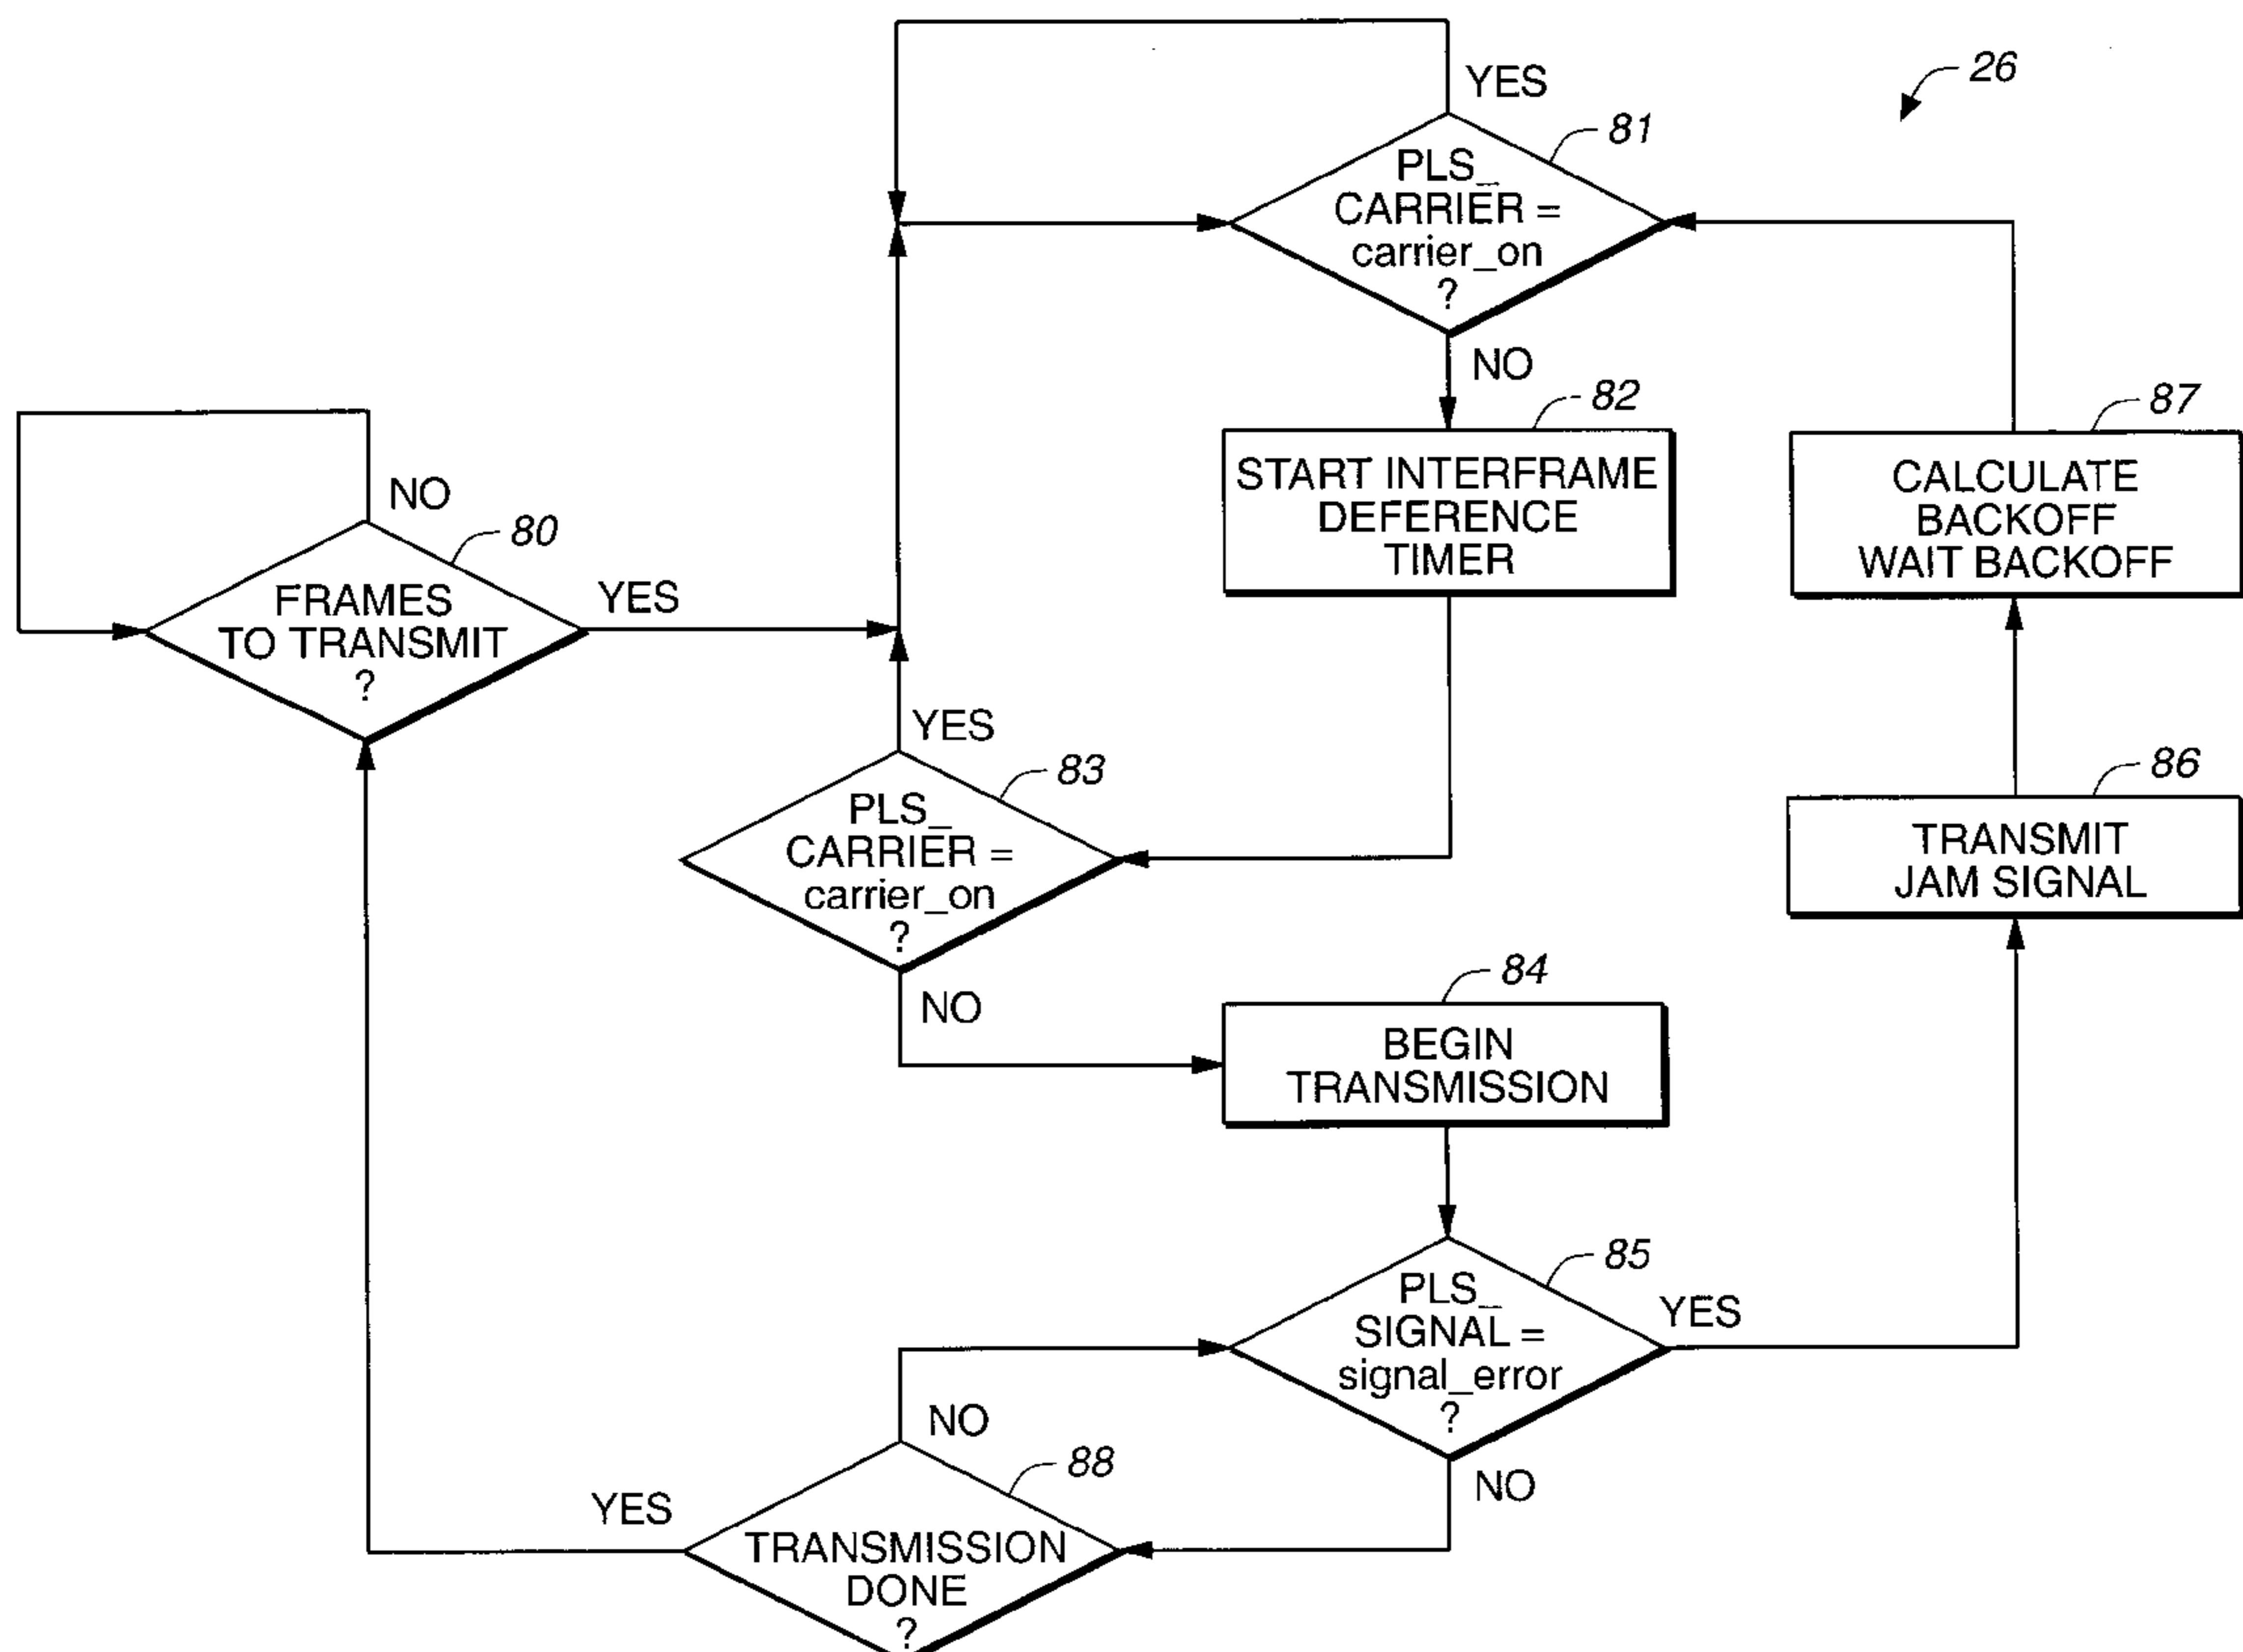 26
YES
81
PLS_
CARRIER =
carrier_on
?
NO
82
START INTERFRAME
DEFERENCE
TIMER
87
CALCULATE
BACKOFF
WAIT BACKOFF
NO
80
FRAMES
TO TRANSMIT
?
YES
YES
83
PLS_
CARRIER =
carrier_on
?
NO
86
TRANSMIT
JAM SIGNAL
84
BEGIN
TRANSMISSION
85
PLS_
SIGNAL =
signal_error
?
YES
NO
NO
88
YES
TRANSMISSION
DONE
?